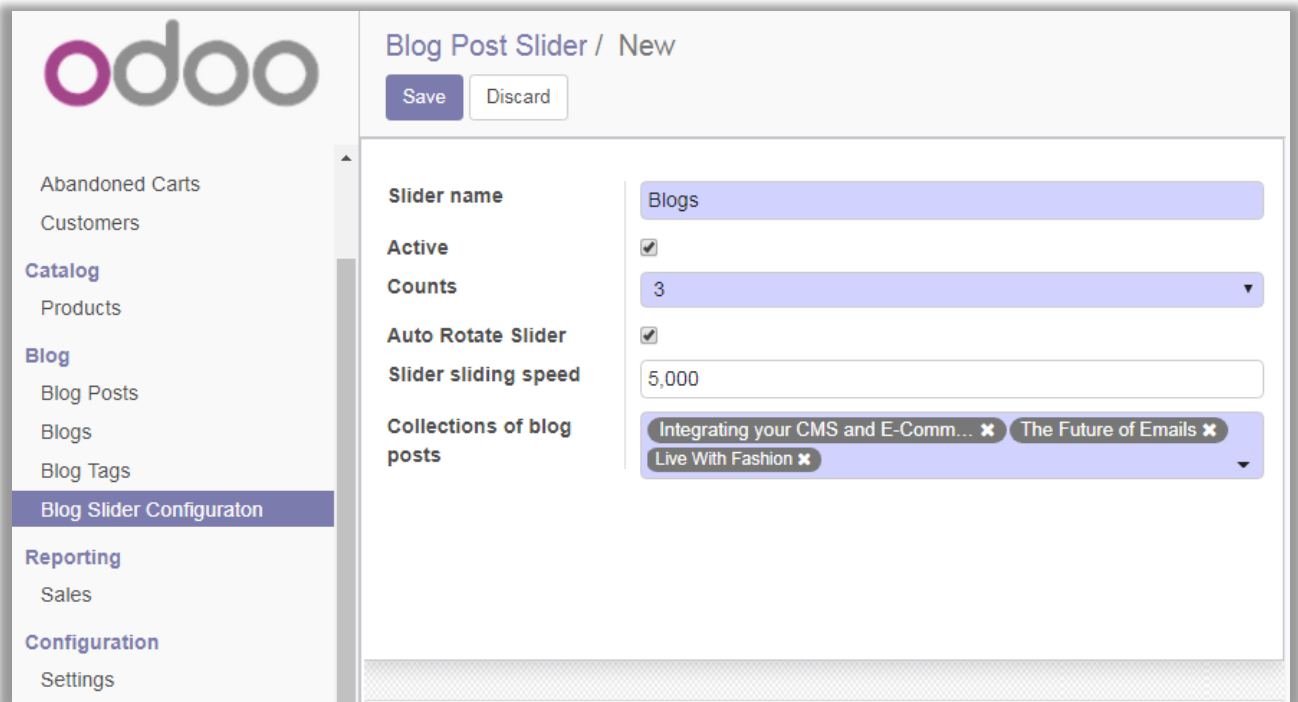 odoo
Abandoned Carts
Customers
Catalog
Products
Blog
Blog Posts
Blogs
Blog Tags
Blog Slider Configuraton
Reporting
Sales
Configuration
Settings
Blog Post Slider / New
Save Discard
Slider name Blogs
Active
Counts 3
Auto Rotate Slider
Slider sliding speed 5,000
Collections of blog posts
Integrating your CMS and E-Comm... The Future of Emails
Live With Fashion